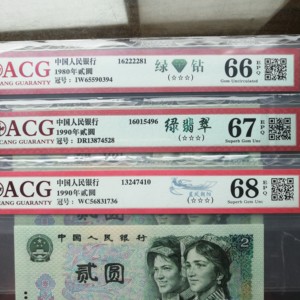 ACG
CANG GUARANTY
中国人民银行
1980年贰圆
冠号： IW65590394
16222281
绿 钻
(☆☆☆)
66 EPQ
Gem Uncirculated
ACG
CANG GUARANTY
中国人民银行
1990年贰圆
冠号： DR13874528
16015496
绿翡翠
(☆☆☆)
67 EPQ
Superb Gem Unc
ACG
CANG GUARANTY
中国人民银行
1990年贰圆
冠号： WC56831736
13247410
(☆☆☆)
68 EPQ
Superb Gem Unc
中国人民银行
贰圆
2